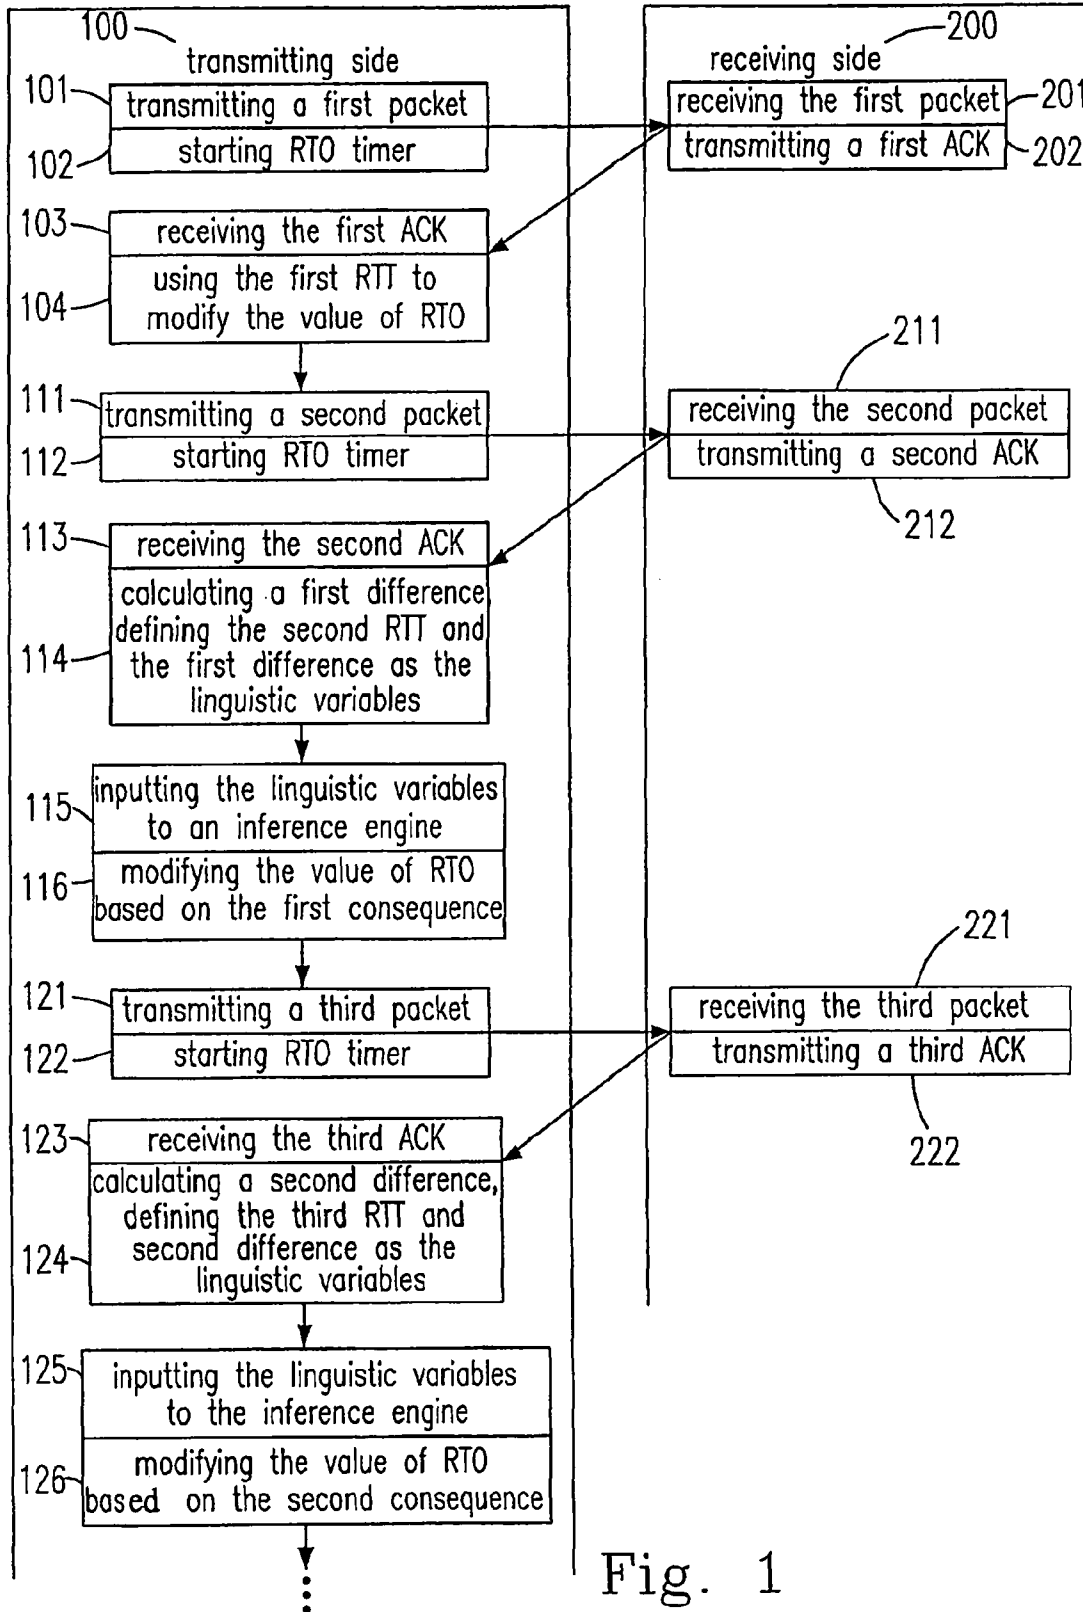 100
transmitting side
101
transmitting a first packet
102
starting RTO timer
103
receiving the first ACK
104
using the first RTT to
modify the value of RTO
111
transmitting a second packet
112
starting RTO timer
113
receiving the second ACK
114
calculating a first difference,
defining the second RTT and
the first difference as the
linguistic variables
115
inputting the linguistic variables
to an inference engine
116
modifying the value of RTO
based on the first consequence
121
transmitting a third packet
122
starting RTO timer
123
receiving the third ACK
124
calculating a second difference,
defining the third RTT and
second difference as the
linguistic variables
125
inputting the linguistic variables
to the inference engine
126
modifying the value of RTO
based on the second consequence
200
receiving side
receiving the first packet
201
transmitting a first ACK
202
211
receiving the second packet
transmitting a second ACK
212
221
receiving the third packet
transmitting a third ACK
222
Fig. 1